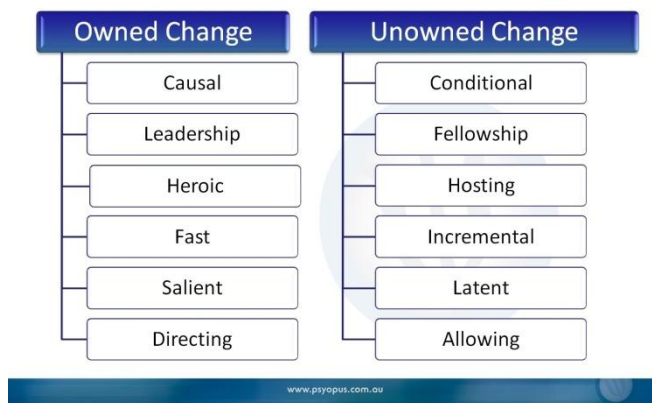 Owned Change
Causal
Leadership
Heroic
Fast
Salient
Directing
Unowned Change
Conditional
Fellowship
Hosting
Incremental
Latent
Allowing
www.psyopus.com.au